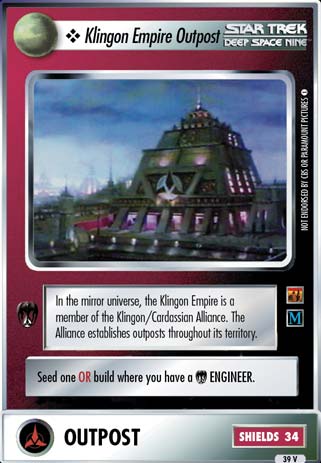 ❖ Klingon Empire Outpost
STAR TREK
DEEP SPACE NINE
NOT ENDORSED BY CBS OR PARAMOUNT PICTURES
In the mirror universe, the Klingon Empire is a
member of the Klingon/Cardassian Alliance. The
Alliance establishes outposts throughout its territory.
M
Seed one OR build where you have a ENGINEER.
OUTPOST
SHIELDS 34
39 V